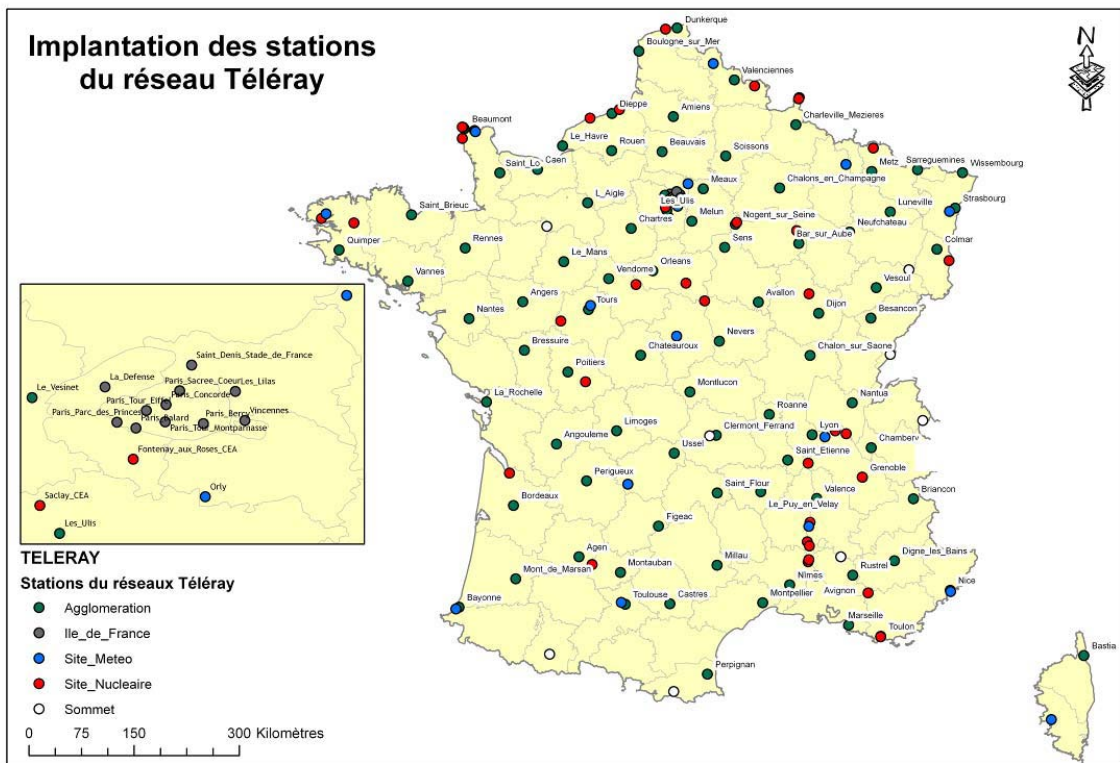 Implantation des stations
du réseau Téléray
N
Dunkerque
Boulogne_sur_Mer
Valenciennes
Dieppe
Amiens
Charleville_Mezieres
Beaumont
Le_Havre
Rouen
Beauvais
Soissons
Metz
Sarreguemines
Wissembourg
Saint_Lo
Caen
Meaux
Chalons_en_Champagne
L_Aigle
Les_Ulis
Luneville
Strasbourg
Saint_Brieuc
Chartres
Melun
Nogent_sur_Seine
Neufchateau
Bar_sur_Aube
Quimper
Rennes
Sens
Colmar
Le_Mans
Orleans
Vendome
Vannes
Vesoul
Angers
Tours
Avallon
Dijon
Besancon
Nantes
Nevers
Bressuire
Chateauroux
Chalon_sur_Saone
Poitiers
Montlucon
La_Rochelle
Roanne
Nantua
Limoges
Clermont_Ferrand
Lyon
Angouleme
Ussel
Chambery
Saint_Etienne
Grenoble
Perigueux
Saint_Flour
Valence
Briancon
Bordeaux
Le_Puy_en_Velay
Figeac
Agen
Millau
Digne_les_Bains
Mont_de_Marsan
Montauban
Nimes
Rustrel
Avignon
Nice
Bayonne
Toulouse
Castres
Montpellier
Marseille
Toulon
Perpignan
Bastia
Saint_Denis_Stade_de_France
Le_Vesinet
La_Defense
Paris_Sacree_Coeur
Les_Lilas
Paris_Tour_Eiffel
Paris_Concorde
Paris_Parc_des_Princes
Paris_Balard
Paris_Bercy
Vincennes
Paris_Tour_Montparnasse
Fontenay_aux_Roses_CEA
Saclay_CEA
Orly
Les_Ulis
TELERAY
Stations du réseaux Téléray
Agglomeration
Ile_de_France
Site_Meteo
Site_Nucleaire
Sommet
0 75 150 300 Kilomètres